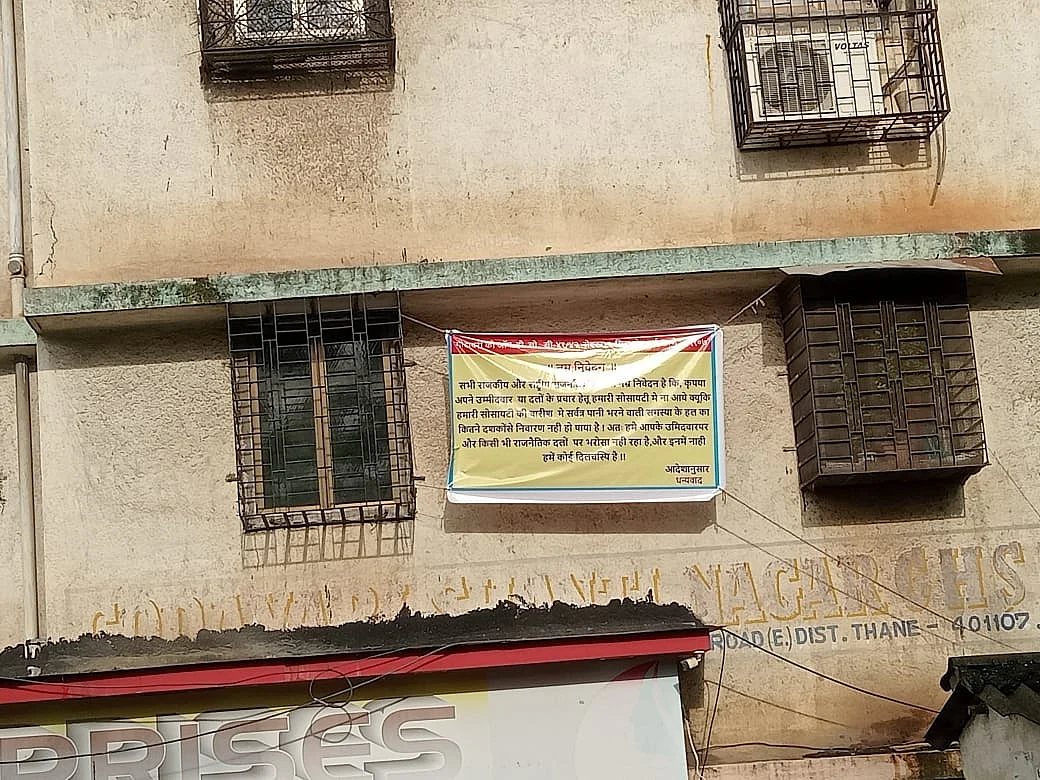 VOLTAS
गोदावरी को ऑप.
निवेदन
सभी राजकीय और राष्ट्रीय निवेदन है कि, कृपया
अपने उम्मीदवार या दलों के प्रचार हेतू हमारी सोसायटी मे ना आये क्यूकि
हमारी सोसायटी की बारीश मे सर्वत्र पानी भरने वाली समस्या के हल का
कितने दशकोसे निवारण नही हो पाया है। अतः हमे आपके उमिदवारपर
और किसी भी राजनैतिक दलों पर भरोसा नही रहा है,और इनमें नाही
हमें कोई दिलचस्पि है।।
आदेशानुसार
धन्यवाद
NAGAR CHS
ROAD (E.) DIST. THANE - 401107.
PRISES